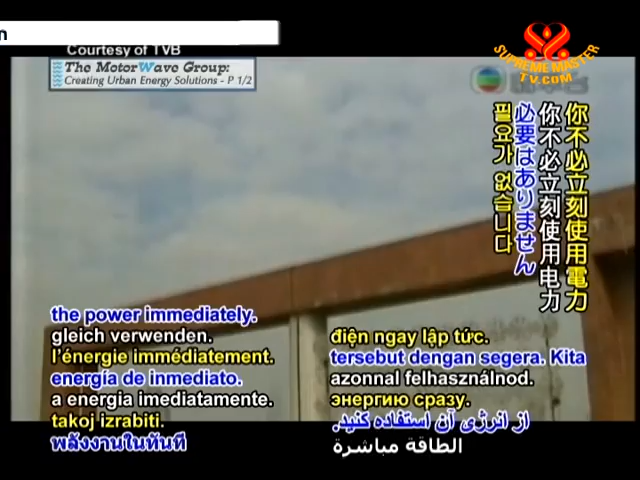 n
Courtesy of TVB
The MotorWave Group:
Creating Urban Energy Solutions - P 1/2
SUPREME MASTER
TV.COM
你不必立刻使用電力
你不必立刻使用电力
必要はありません
필요가 없습니다
the power immediately.
gleich verwenden.
l'énergie immédiatement.
energía de inmediato.
a energia imediatamente.
takoj izrabiti.
พลังงานในทันที
điện ngay lập tức.
tersebut dengan segera. Kita
azonnal felhasználnod.
энергию сразу.
از انرژی آن استفاده کنید.
الطاقة مباشرة